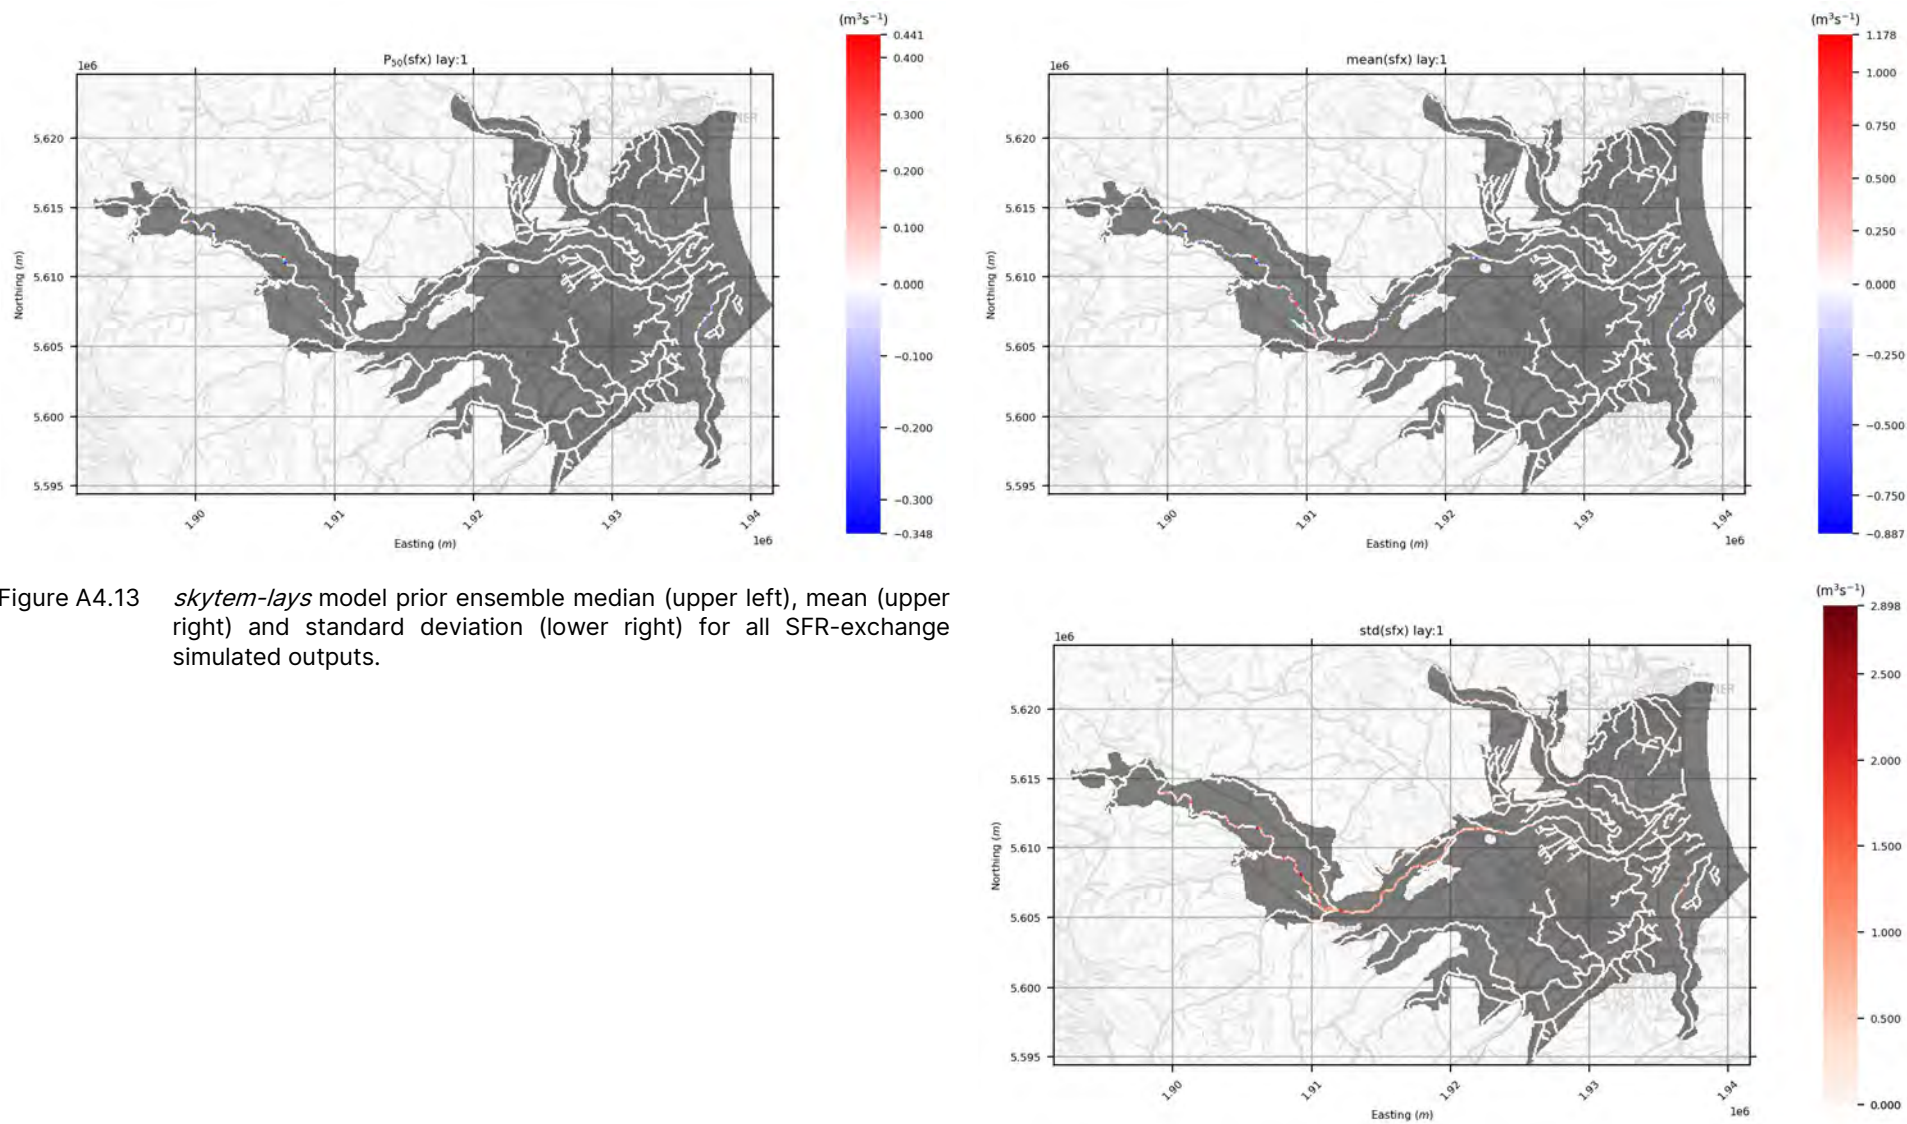 P50(sfx) lay:1
1e6
(m³s⁻¹)
0.441
0.400
0.300
0.200
0.100
0.000
−0.100
−0.200
−0.300
−0.348
5.620
5.615
5.610
5.605
5.600
5.595
Northing (m)
1.90
1.91
1.92
1.93
1.94
Easting (m)
1e6
mean(sfx) lay:1
1e6
(m³s⁻¹)
1.178
1.000
0.750
0.500
0.250
0.000
−0.250
−0.500
−0.750
−0.887
5.620
5.615
5.610
5.605
5.600
5.595
Northing (m)
1.90
1.91
1.92
1.93
1.94
Easting (m)
1e6
Figure A4.13 skytem-lays model prior ensemble median (upper left), mean (upper
right) and standard deviation (lower right) for all SFR-exchange
simulated outputs.
std(sfx) lay:1
1e6
(m³s⁻¹)
2.898
2.500
2.000
1.500
1.000
0.500
0.000
5.620
5.615
5.610
5.605
5.600
5.595
Northing (m)
1.90
1.91
1.92
1.93
1.94
Easting (m)
1e6